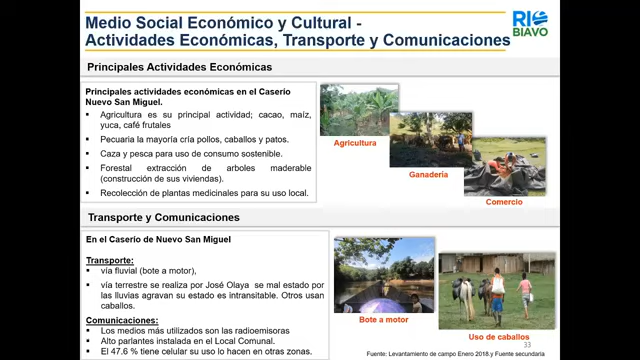 Medio Social Económico y Cultural -
Actividades Económicas, Transporte y Comunicaciones
RIO
BIAVO
Principales Actividades Económicas
Principales actividades económicas en el Caserío
Nuevo San Miguel.
▪ Agricultura es su principal actividad; cacao, maíz,
yuca, café frutales
▪ Pecuaria la mayoría cría pollos, caballos y patos.
▪ Caza y pesca para uso de consumo sostenible.
▪ Forestal extracción de arboles maderable
(construcción de sus viviendas).
▪ Recolección de plantas medicinales para su uso local.
Agricultura
Ganadería
Comercio
Transporte y Comunicaciones
En el Caserío de Nuevo San Miguel
Transporte:
▪ vía fluvial (bote a motor),
▪ vía terrestre se realiza por José Olaya se mal estado por
las lluvias agravan su estado es intransitable. Otros usan
caballos.
Comunicaciones:
▪ Los medios más utilizados son las radioemisoras
▪ Alto parlantes instalada en el Local Comunal.
▪ El 47.6 % tiene celular su uso lo hacen en otras zonas.
Bote a motor
Uso de caballos
33
Fuente: Levantamiento de campo Enero 2018.y Fuente secundaria